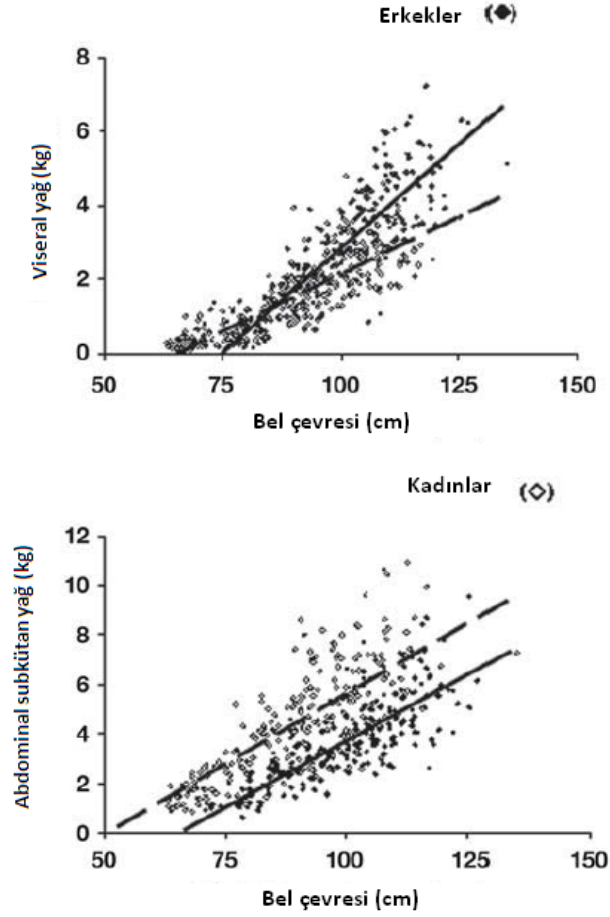 Erkekler (◆)
8
6
4
2
0
Viseral yağ (kg)
50 75 100 125 150
Bel çevresi (cm)
Kadınlar (◇)
12
10
8
6
4
2
0
Abdominal subkütan yağ (kg)
50 75 100 125 150
Bel çevresi (cm)